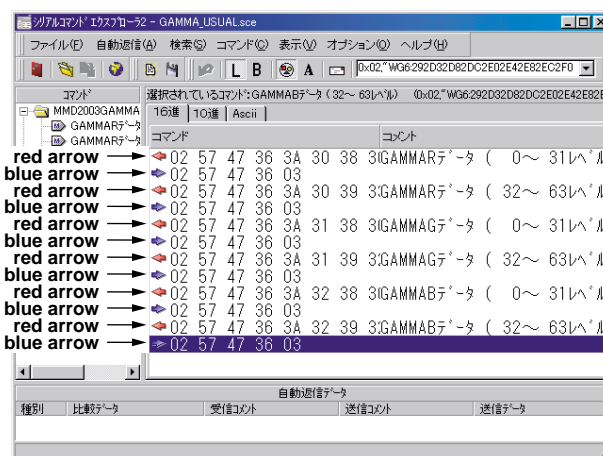 シリアルコマンドエクスプローラ2 - GAMMA_USUAL.sce
ファイル(F) 自動返信(A) 検索(S) コマンド(C) 表示(V) オプション(O) ヘルプ(H)
L B A 0x02,"WG6:292D32D82DC2E02E42E82EC2F0
コマンド
選択されているコマンド:GAMMABデータ(32~ 63レベル) (0x02,"WG6:292D32D82DC2E02E42E82E
MMD2003GAMMA
GAMMARデータ
GAMMARデータ
16進 10進 Ascii
コマンド コメント
red arrow 02 57 47 36 3A 30 38 3 GAMMARデータ ( 0~ 31レベル
blue arrow 02 57 47 36 03
red arrow 02 57 47 36 3A 30 39 3 GAMMARデータ ( 32~ 63レベル
blue arrow 02 57 47 36 03
red arrow 02 57 47 36 3A 31 38 3 GAMMAGデータ ( 0~ 31レベル
blue arrow 02 57 47 36 03
red arrow 02 57 47 36 3A 31 39 3 GAMMAGデータ ( 32~ 63レベル
blue arrow 02 57 47 36 03
red arrow 02 57 47 36 3A 32 38 3 GAMMABデータ ( 0~ 31レベル
blue arrow 02 57 47 36 03
red arrow 02 57 47 36 3A 32 39 3 GAMMABデータ ( 32~ 63レベル
blue arrow 02 57 47 36 03
自動返信データ
種別 比較データ 受信コメント 送信コメント 送信データ